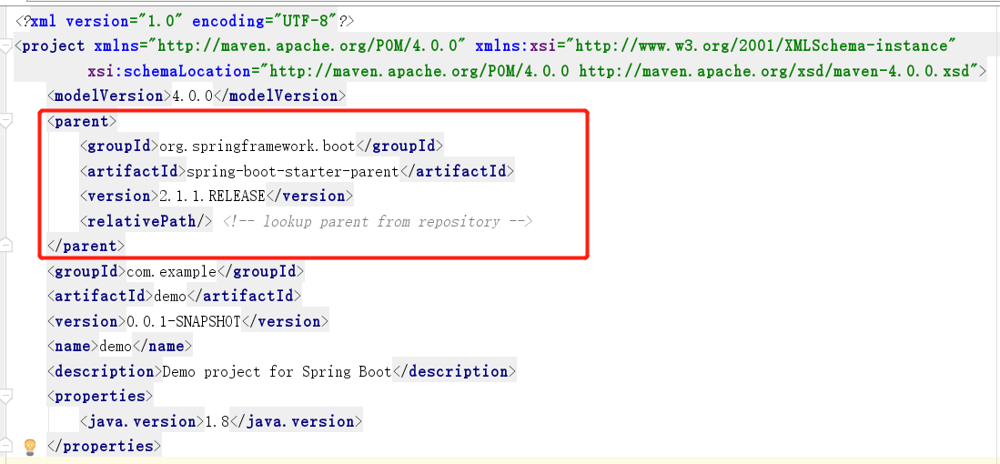 <?xml version="1.0" encoding="UTF-8"?>
<project xmlns="http://maven.apache.org/POM/4.0.0" xmlns:xsi="http://www.w3.org/2001/XMLSchema-instance"
xsi:schemaLocation="http://maven.apache.org/POM/4.0.0 http://maven.apache.org/xsd/maven-4.0.0.xsd">
<modelVersion>4.0.0</modelVersion>
<parent>
<groupId>org.springframework.boot</groupId>
<artifactId>spring-boot-starter-parent</artifactId>
<version>2.1.1.RELEASE</version>
<relativePath/> <!-- lookup parent from repository -->
</parent>
<groupId>com.example</groupId>
<artifactId>demo</artifactId>
<version>0.0.1-SNAPSHOT</version>
<name>demo</name>
<description>Demo project for Spring Boot</description>
<properties>
<java.version>1.8</java.version>
</properties>